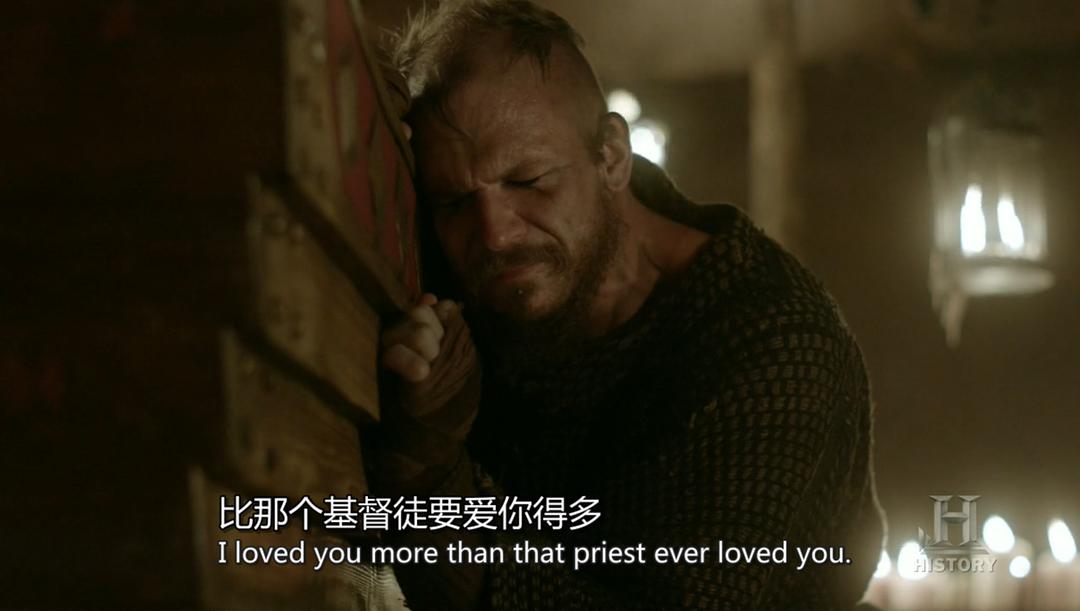 比那个基督徒要爱你得多
I loved you more than that priest ever loved you.
H
HISTORY